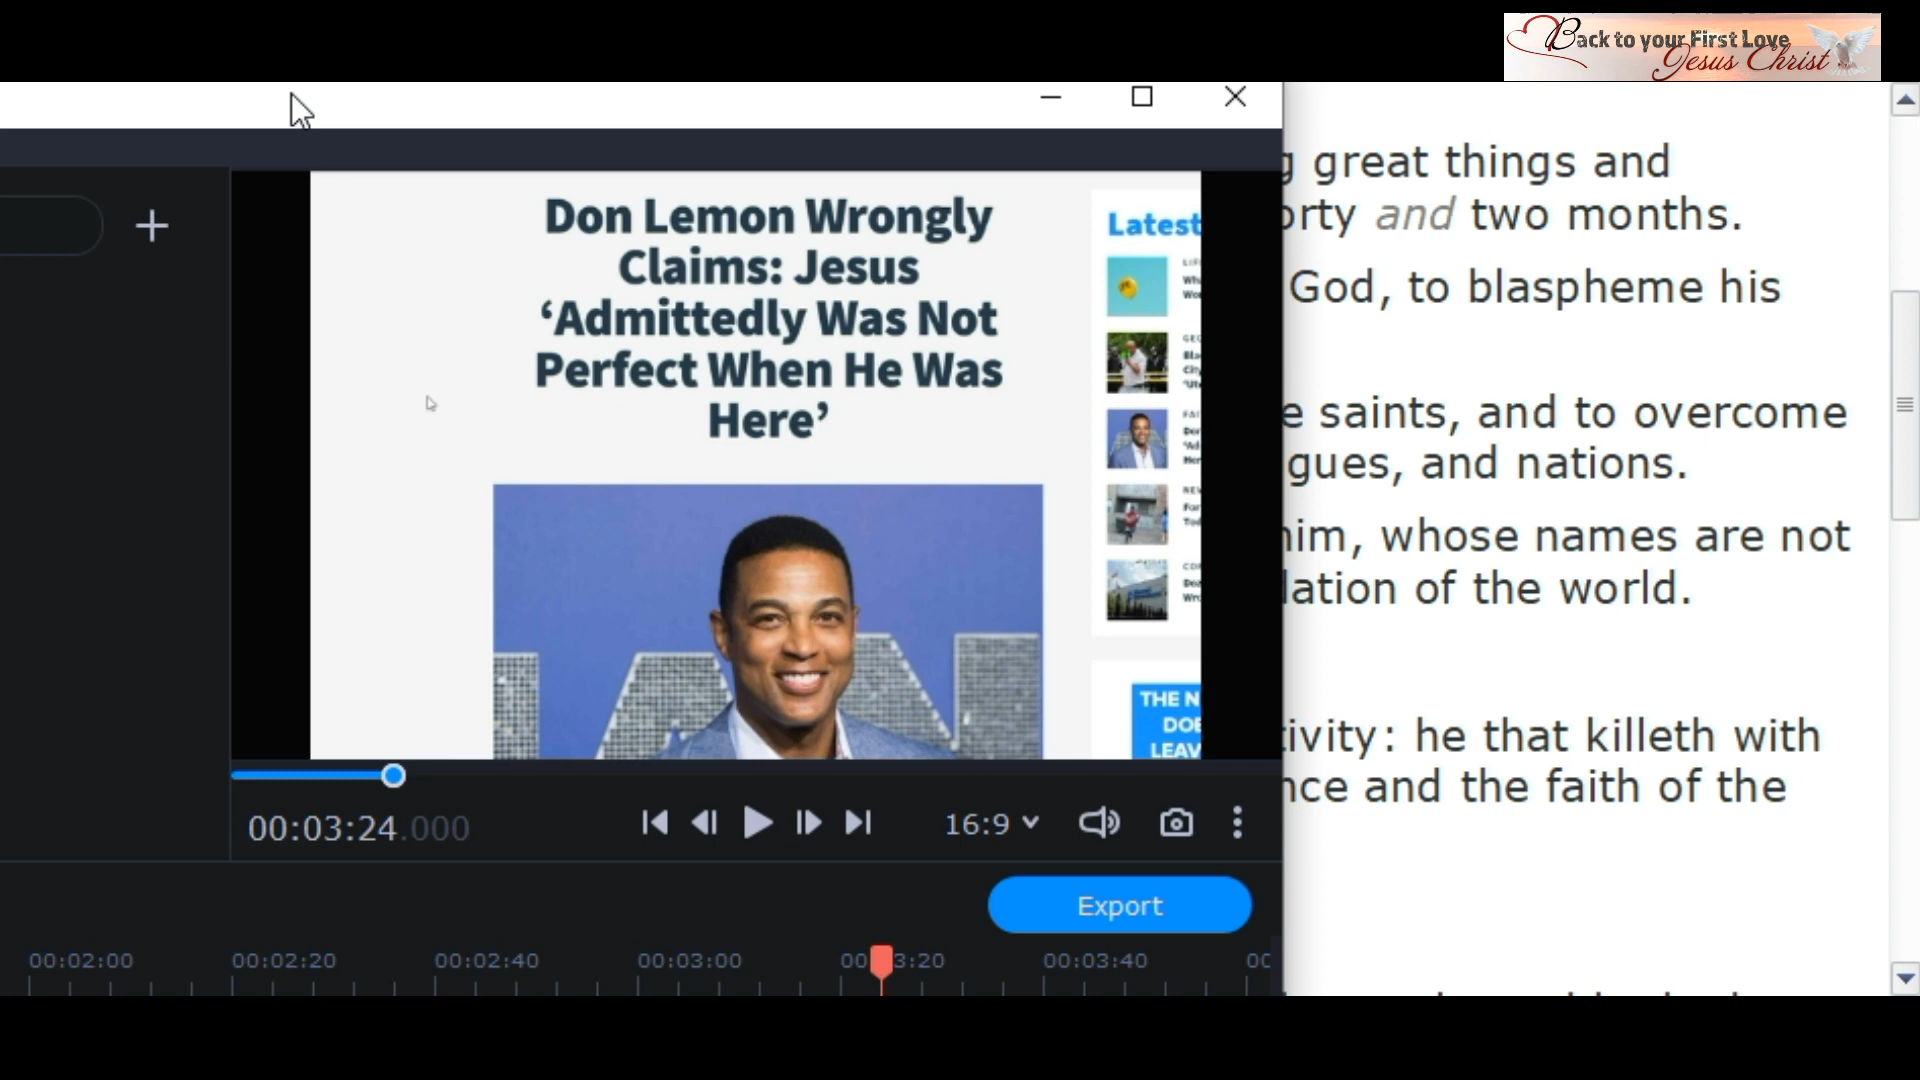 Back to your First Love
Jesus Christ
Don Lemon Wrongly
Claims: Jesus
‘Admittedly Was Not
Perfect When He Was
Here’
Latest
THE N
DOE
LEAV
00:03:24.000
16:9
Export
00:02:00
00:02:20
00:02:40
00:03:00
00
3:20
00:03:40
00
g great things and
orty and two months.
God, to blaspheme his
e saints, and to overcome
gues, and nations.
him, whose names are not
dation of the world.
tivity: he that killeth with
nce and the faith of the